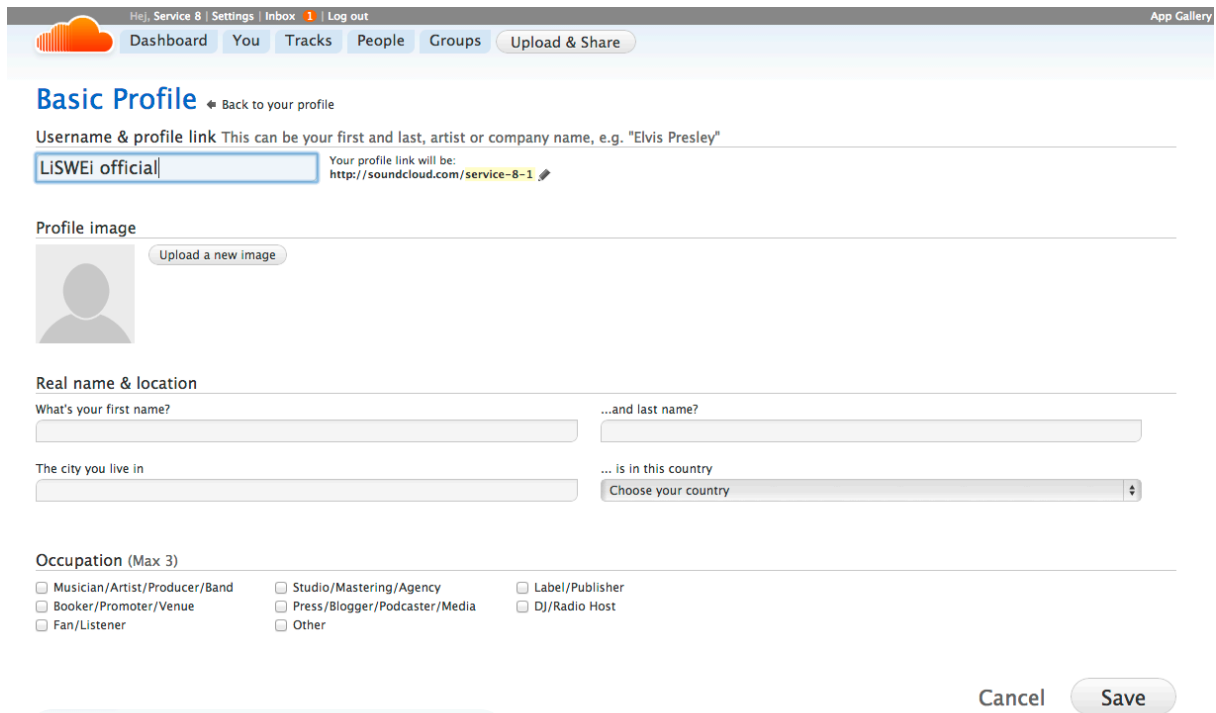 Hej, Service 8 | Settings | Inbox 1 | Log out App Gallery
Dashboard You Tracks People Groups Upload & Share
Basic Profile Back to your profile
Username & profile link This can be your first and last, artist or company name, e.g. "Elvis Presley"
LiSWEi official
Your profile link will be:
http://soundcloud.com/service-8-1
Profile image
Upload a new image
Real name & location
What's your first name? ...and last name?
The city you live in ... is in this country
Choose your country
Occupation (Max 3)
Musician/Artist/Producer/Band Studio/Mastering/Agency Label/Publisher
Booker/Promoter/Venue Press/Blogger/Podcaster/Media DJ/Radio Host
Fan/Listener Other
Cancel Save